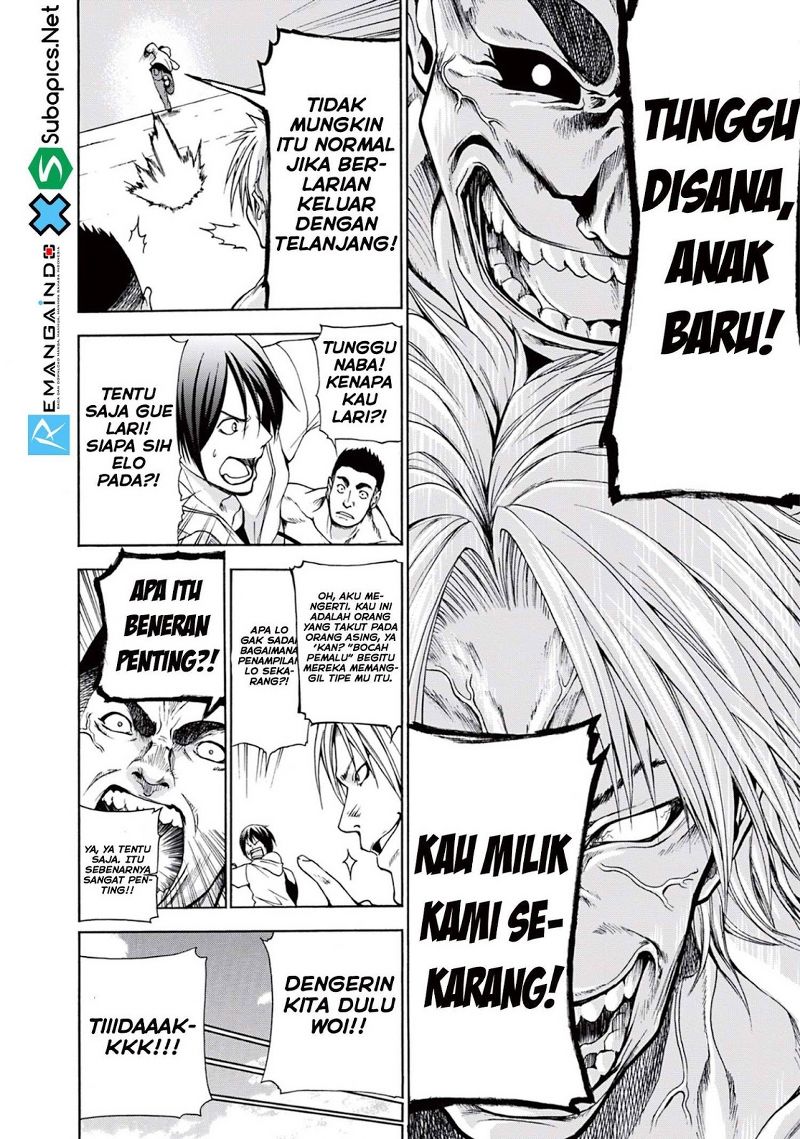 TUNGGU
DISANA,
ANAK
BARU!
KAU MILIK
KAMI SE-
KARANG!
TIDAK
MUNGKIN
ITU NORMAL
JIKA BER-
LARIAN
KELUAR
DENGAN
TELANJANG!
TUNGGU
NABA!
KENAPA
KAU
LARI?!
TENTU
SAJA GUE
LARI!
SIAPA SIH
ELO
PADA?!
OH, AKU ME-
NGERTI. KAU INI
ADALAH ORANG
YANG TAKUT PADA
ORANG ASING, YA
'KAN? "BOCAH
PEMALU" BEGITU
MEREKA MEMANG-
GIL TIPE MU ITU.
APA LO
GAK SADAR
BAGAIMANA
PENAMPILAN
LO SEKA-
RANG?!
APA ITU
BENERAN
PENTING?!
YA, YA TENTU
SAJA. ITU
SEBENARNYA
SANGAT PEN-
TING!!
DENGERIN
KITA DULU
WOI!!
TIIIDAAAK-
KKKK!!!
Subapics.Net
REMANGAINDO